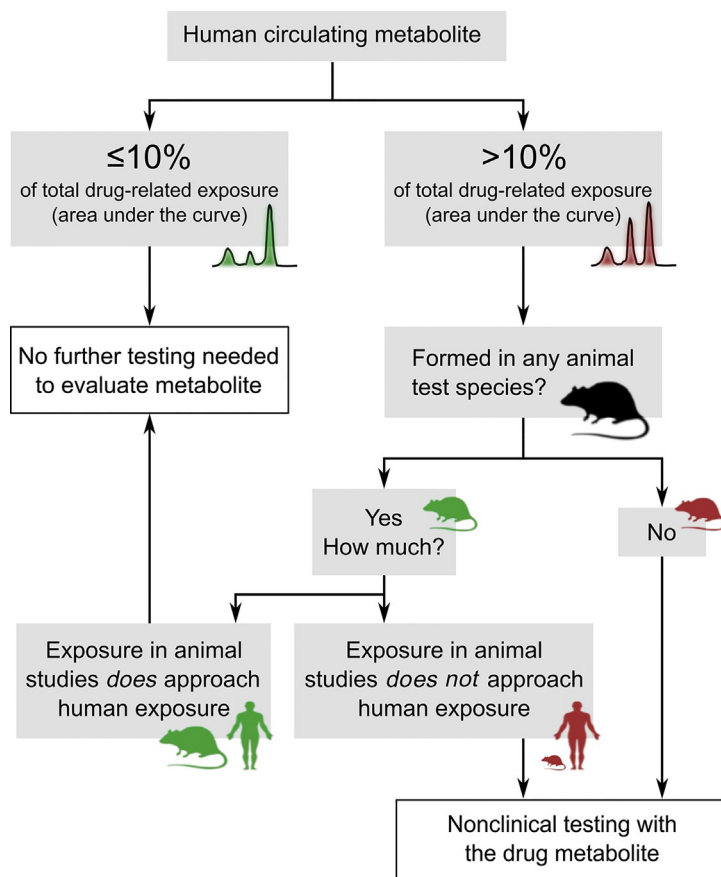 Human circulating metabolite
≤10%
of total drug-related exposure
(area under the curve)
>10%
of total drug-related exposure
(area under the curve)
No further testing needed
to evaluate metabolite
Formed in any animal
test species?
Yes
How much?
No
Exposure in animal
studies does approach
human exposure
Exposure in animal
studies does not approach
human exposure
Nonclinical testing with
the drug metabolite